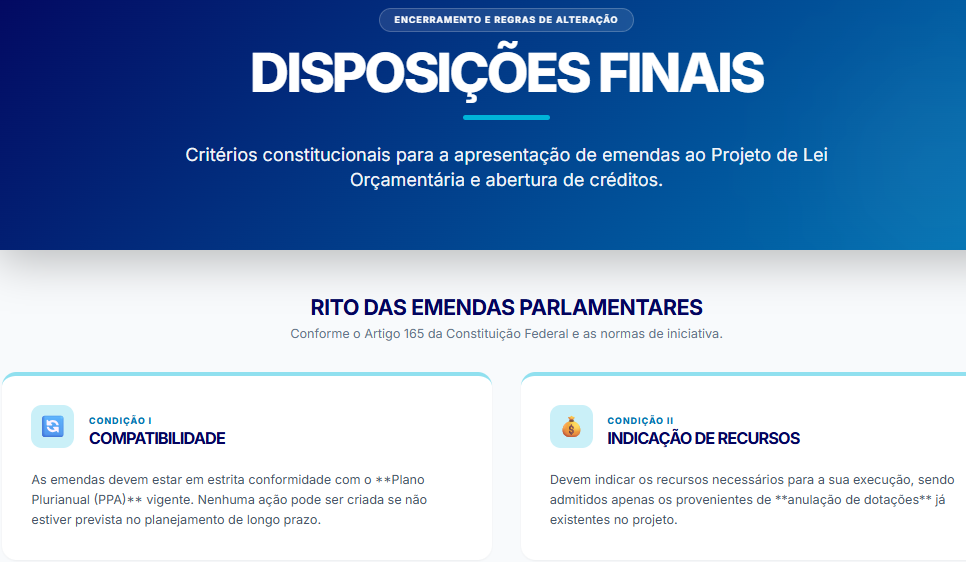 ENCERRAMENTO E REGRAS DE ALTERAÇÃO
DISPOSIÇÕES FINAIS
Critérios constitucionais para a apresentação de emendas ao Projeto de Lei
Orçamentária e abertura de créditos.
RITO DAS EMENDAS PARLAMENTARES
Conforme o Artigo 165 da Constituição Federal e as normas de iniciativa.
CONDIÇÃO I
COMPATIBILIDADE
As emendas devem estar em estrita conformidade com o **Plano
Plurianual (PPA)** vigente. Nenhuma ação pode ser criada se não
estiver prevista no planejamento de longo prazo.
CONDIÇÃO II
INDICAÇÃO DE RECURSOS
Devem indicar os recursos necessários para a sua execução, sendo
admitidos apenas os provenientes de **anulação de dotações** já
existentes no projeto.